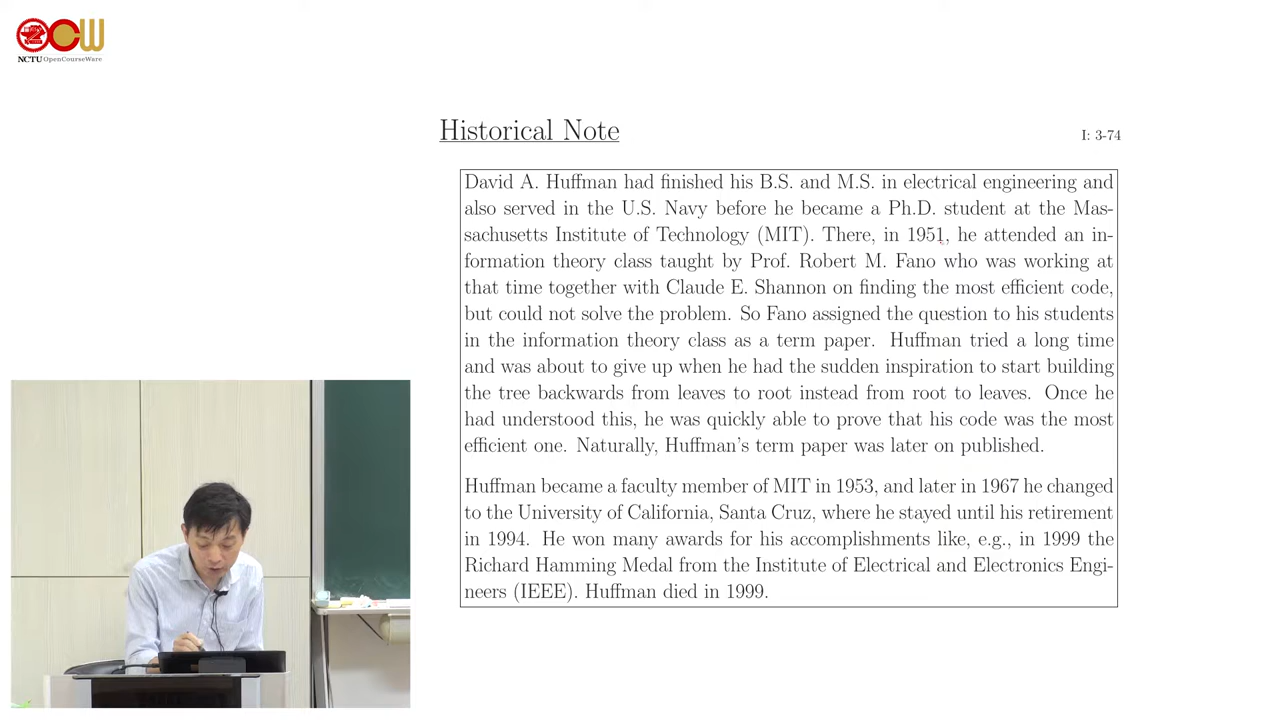 NCTU OpenCourseWare
Historical Note
I: 3-74
David A. Huffman had finished his B.S. and M.S. in electrical engineering and
also served in the U.S. Navy before he became a Ph.D. student at the Mas-
sachusetts Institute of Technology (MIT). There, in 1951, he attended an in-
formation theory class taught by Prof. Robert M. Fano who was working at
that time together with Claude E. Shannon on finding the most efficient code,
but could not solve the problem. So Fano assigned the question to his students
in the information theory class as a term paper. Huffman tried a long time
and was about to give up when he had the sudden inspiration to start building
the tree backwards from leaves to root instead from root to leaves. Once he
had understood this, he was quickly able to prove that his code was the most
efficient one. Naturally, Huffman's term paper was later on published.
Huffman became a faculty member of MIT in 1953, and later in 1967 he changed
to the University of California, Santa Cruz, where he stayed until his retirement
in 1994. He won many awards for his accomplishments like, e.g., in 1999 the
Richard Hamming Medal from the Institute of Electrical and Electronics Engi-
neers (IEEE). Huffman died in 1999.